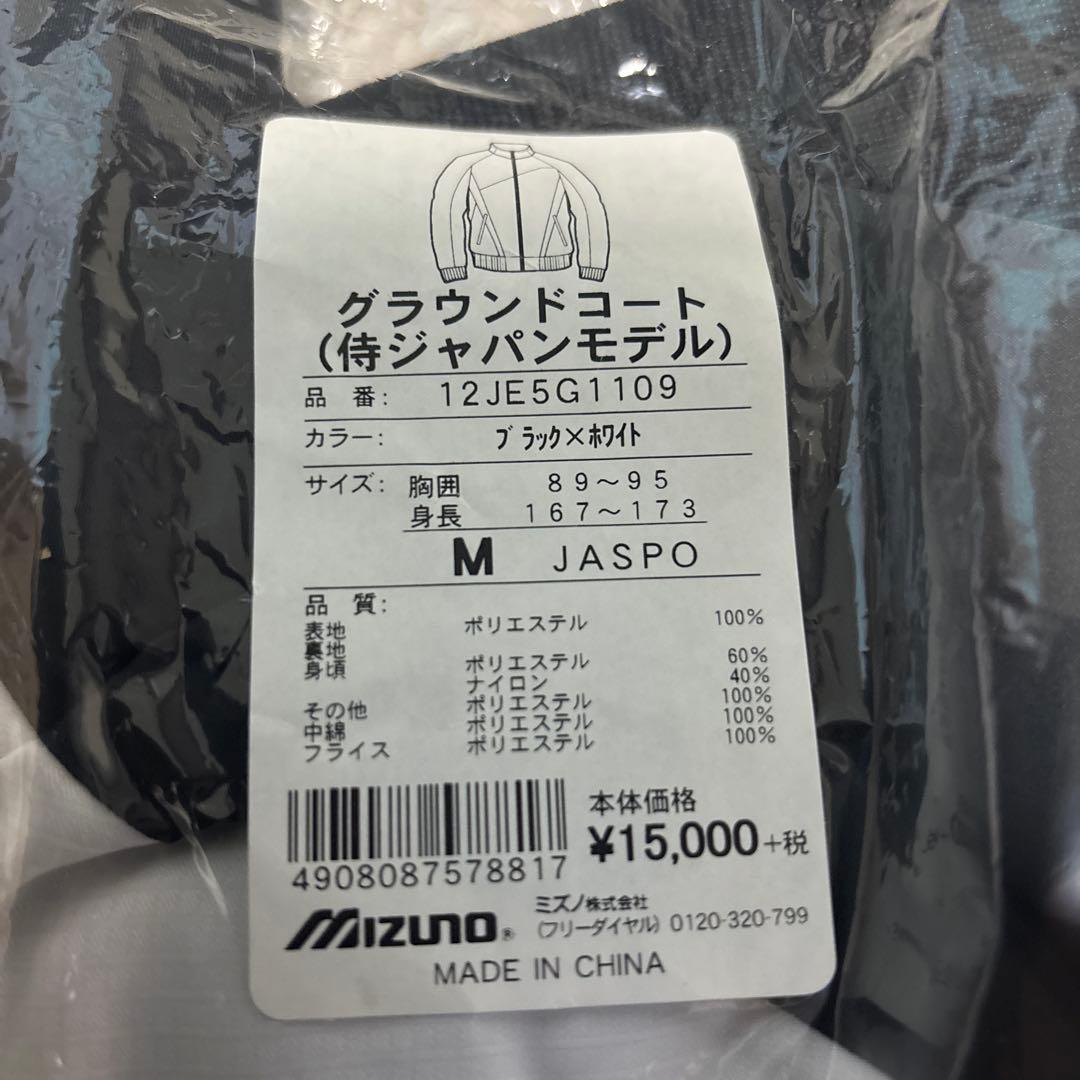 グラウンドコート
(侍ジャパンモデル)
品 番: 12JE5G1109
カラー: ブラック×ホワイト
サイズ: 胸囲 89～95
身長 167～173
M JASPO
品 質:
表地 ポリエステル 100%
裏地
身頃 ポリエステル 60%
ナイロン 40%
その他 ポリエステル 100%
中綿 ポリエステル 100%
フライス ポリエステル 100%
本体価格
¥15,000+税
4908087578817
MIZUNO®
ミズノ株式会社
(フリーダイヤル) 0120-320-799
MADE IN CHINA